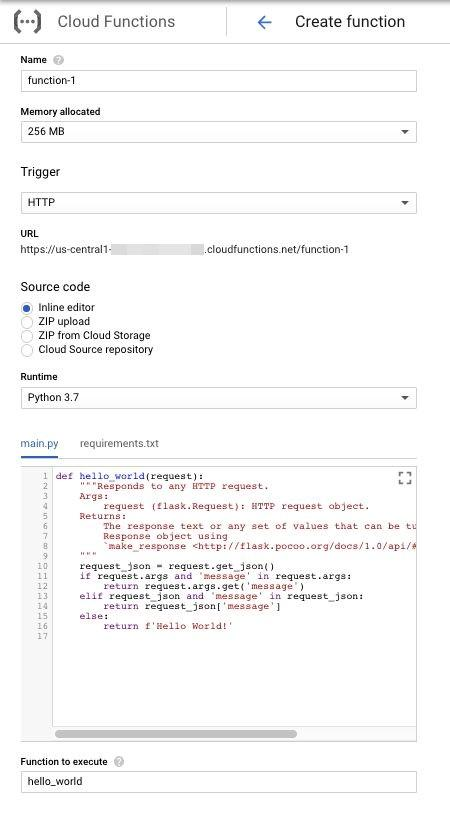 (...) Cloud Functions
Create function
Name
function-1
Memory allocated
256 MB
Trigger
HTTP
URL
https://us-central1-
.cloudfunctions.net/function-1
Source code
Inline editor
ZIP upload
ZIP from Cloud Storage
Cloud Source repository
Runtime
Python 3.7
main.py requirements.txt
1 def hello_world(request):
2     """Responds to any HTTP request.
3     Args:
4         request (flask.Request): HTTP request object.
5     Returns:
6         The response text or any set of values that can be tu
7         Response object using
8         `make_response <http://flask.pocoo.org/docs/1.0/api/#
9     """
10     request_json = request.get_json()
11     if request.args and 'message' in request.args:
12         return request.args.get('message')
13     elif request_json and 'message' in request_json:
14         return request_json['message']
15     else:
16         return f'Hello World!'
17
Function to execute
hello_world